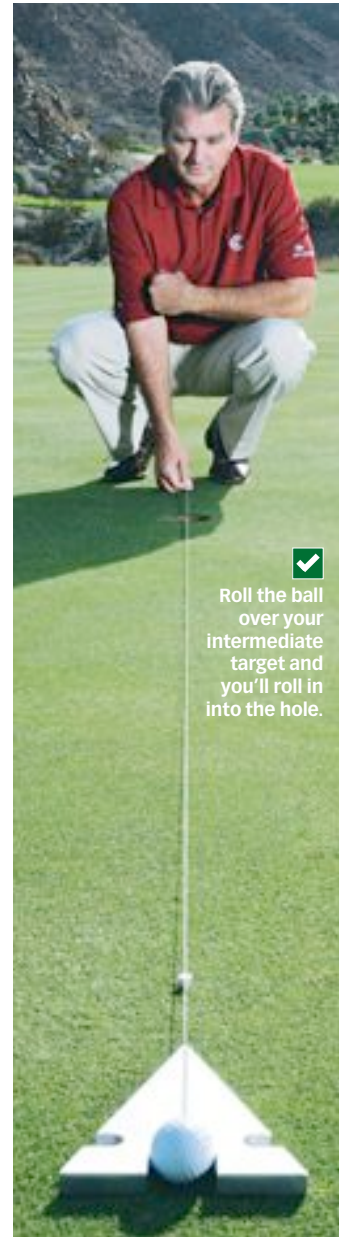 Roll the ball
over your
intermediate
target and
you'll roll in
into the hole.